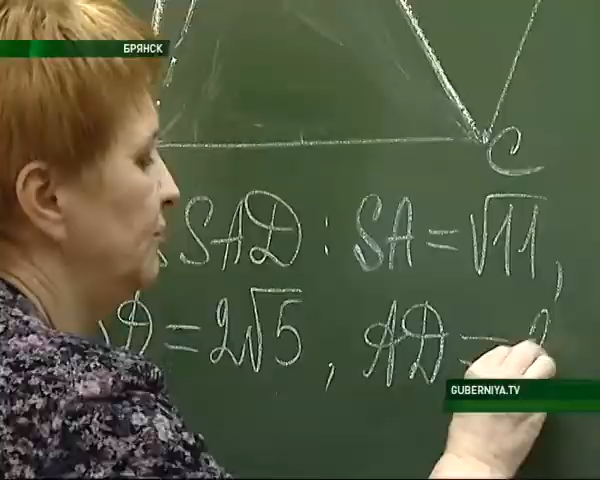 БРЯНСК
C
SAD : SA = √11,
D = 2√5 , AD =
GUBERNIYA.TV